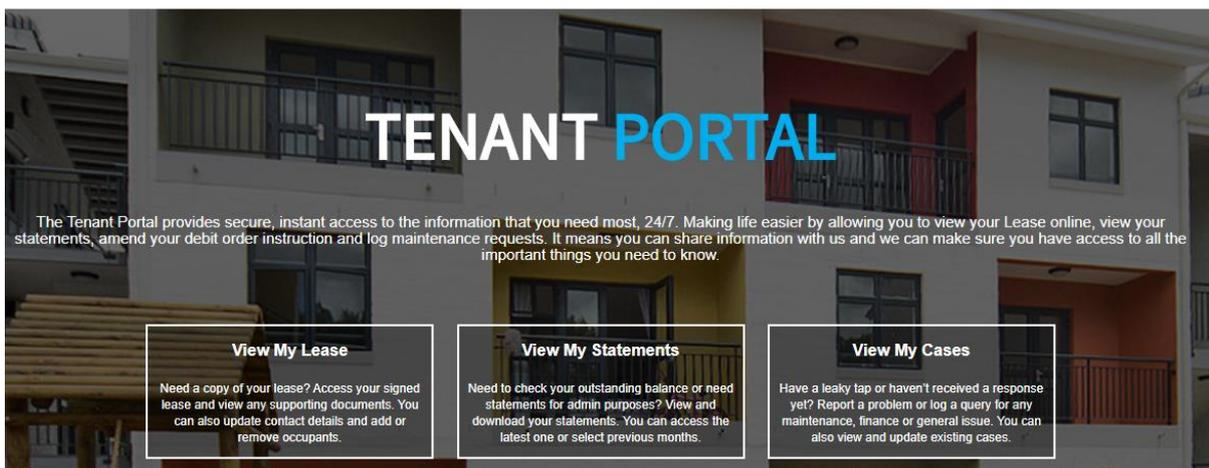 TENANT PORTAL
The Tenant Portal provides secure, instant access to the information that you need most, 24/7. Making life easier by allowing you to view your Lease online, view your
statements, amend your debit order instruction and log maintenance requests. It means you can share information with us and we can make sure you have access to all the
important things you need to know.
View My Lease
Need a copy of your lease? Access your signed
lease and view any supporting documents. You
can also update contact details and add or
remove occupants.
View My Statements
Need to check your outstanding balance or need
statements for admin purposes? View and
download your statements. You can access the
latest one or select previous months.
View My Cases
Have a leaky tap or haven't received a response
yet? Report a problem or log a query for any
maintenance, finance or general issue. You can
also view and update existing cases.